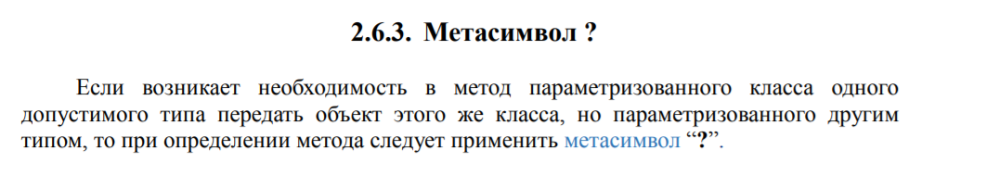 2.6.3. Метасимвол ?
Если возникает необходимость в метод параметризованного класса одного
допустимого типа передать объект этого же класса, но параметризованного другим
типом, то при определении метода следует применить метасимвол “?”.